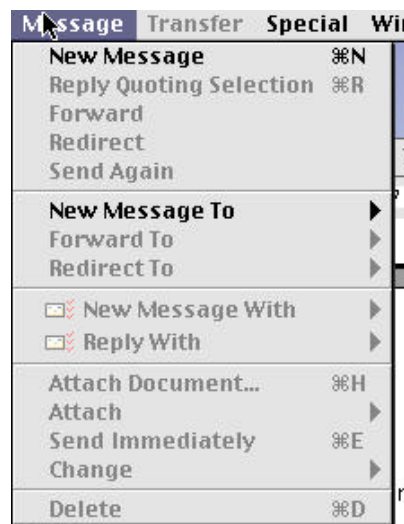 Message Transfer Special Wi
New Message ⌘N
Reply Quoting Selection ⌘R
Forward
Redirect
Send Again
New Message To
Forward To
Redirect To
New Message With
Reply With
Attach Document... ⌘H
Attach
Send Immediately ⌘E
Change
Delete ⌘D